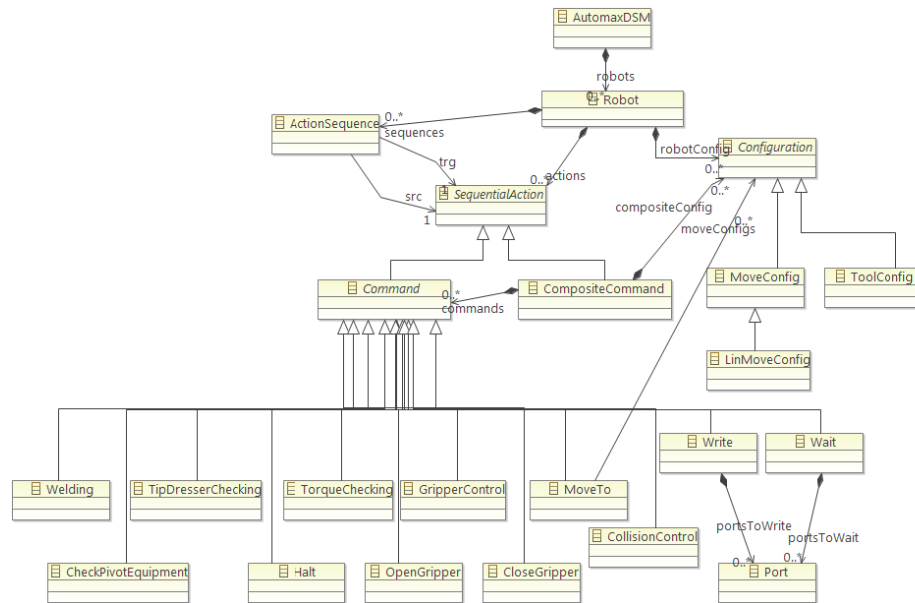 AutomaxDSM
robots
0..*
Robot
ActionSequence
0..*
sequences
robotConfig
Configuration
0..*
trg
actions
0..*
1
SequentialAction
src
1
compositeConfig
0..*
moveConfigs
0..*
Command
0..*
commands
CompositeCommand
MoveConfig
ToolConfig
LinMoveConfig
Write
Wait
Welding
TipDresserChecking
TorqueChecking
GripperControl
MoveTo
CollisionControl
portsToWrite
portsToWait
0..*
0..*
CheckPivotEquipment
Halt
OpenGripper
CloseGripper
Port